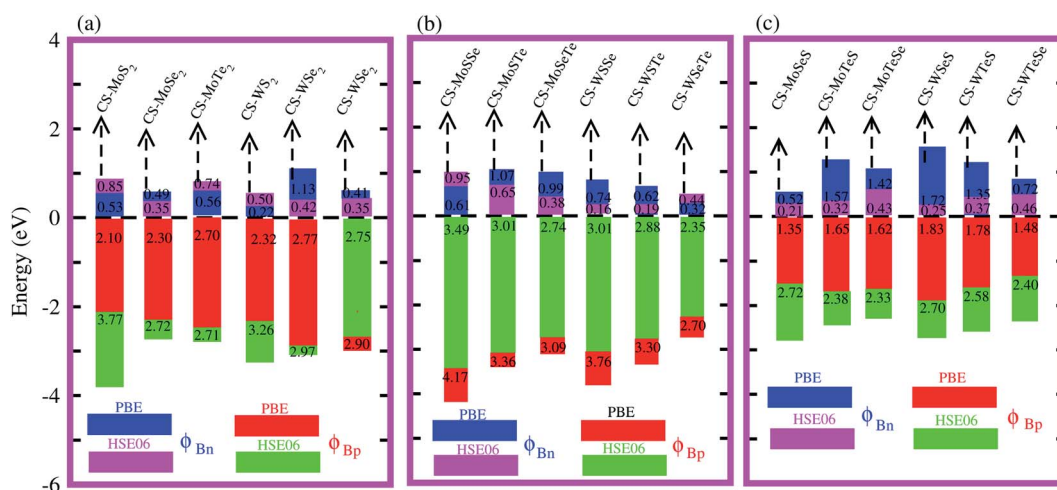 (a)
(b)
(c)
Energy (eV)
4
2
0
-2
-4
-6
CS-MoS2
CS-MoSe2
CS-MoTe2
CS-WS2
CS-WSe2
CS-WSe2
0.85
0.49
0.74
0.50
1.13
0.41
0.53
0.35
0.56
0.22
0.42
0.35
2.10
2.30
2.70
2.32
2.77
2.75
3.77
2.72
2.71
3.26
2.97
2.90
PBE
PBE
HSE06
HSE06
ϕ Bn
ϕ Bp
CS-MoSSe
CS-MoSTe
CS-MoSeTe
CS-WSSe
CS-WSTe
CS-WSeTe
0.95
1.07
0.99
0.74
0.62
0.44
0.61
0.65
0.38
0.16
0.19
0.32
3.49
3.01
2.74
3.01
2.88
2.35
4.17
3.36
3.09
3.76
3.30
2.70
PBE
PBE
HSE06
HSE06
ϕ Bn
ϕ Bp
CS-MoSeS
CS-MoTeS
CS-MoTeSe
CS-WSeS
CS-WTeS
CS-WTeSe
0.52
1.57
1.42
1.72
1.35
0.72
0.21
0.32
0.43
0.25
0.37
0.46
1.35
1.65
1.62
1.83
1.78
1.48
2.72
2.38
2.33
2.70
2.58
2.40
PBE
PBE
HSE06
HSE06
ϕ Bn
ϕ Bp